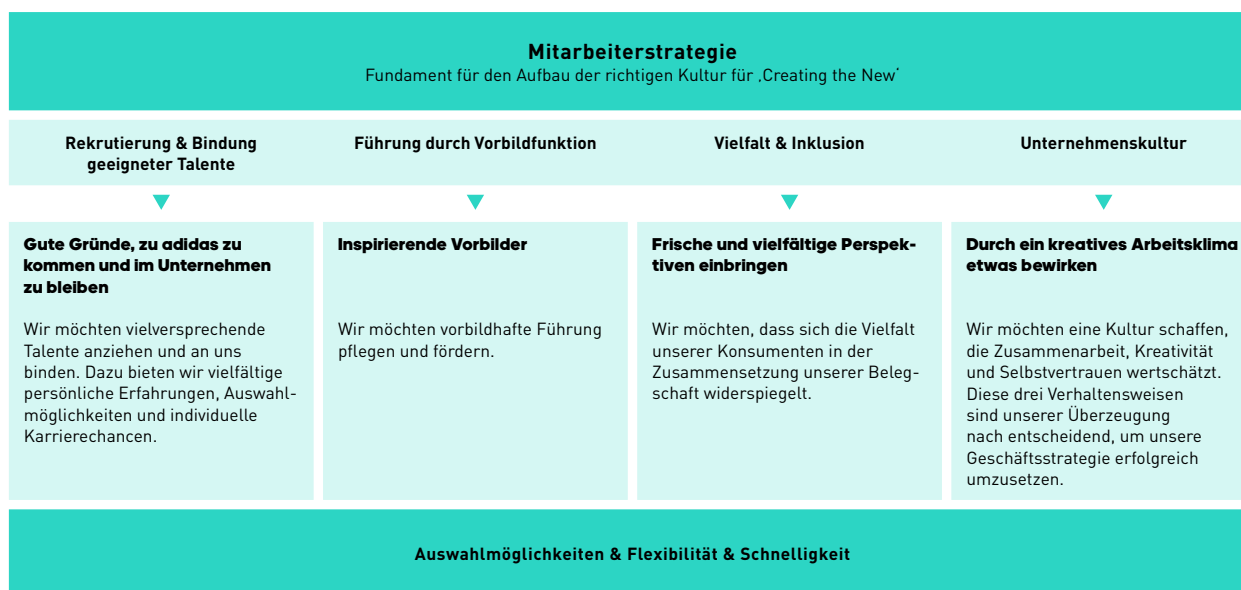 Mitarbeiterstrategie
Fundament für den Aufbau der richtigen Kultur für ‚Creating the New‘
Rekrutierung & Bindung
geeigneter Talente
Führung durch Vorbildfunktion
Vielfalt & Inklusion
Unternehmenskultur
Gute Gründe, zu adidas zu
kommen und im Unternehmen
zu bleiben
Wir möchten vielversprechende
Talente anziehen und an uns
binden. Dazu bieten wir vielfältige
persönliche Erfahrungen, Auswahl-
möglichkeiten und individuelle
Karrierechancen.
Inspirierende Vorbilder
Wir möchten vorbildhafte Führung
pflegen und fördern.
Frische und vielfältige Perspek-
tiven einbringen
Wir möchten, dass sich die Vielfalt
unserer Konsumenten in der
Zusammensetzung unserer Beleg-
schaft widerspiegelt.
Durch ein kreatives Arbeitsklima
etwas bewirken
Wir möchten eine Kultur schaffen,
die Zusammenarbeit, Kreativität
und Selbstvertrauen wertschätzt.
Diese drei Verhaltensweisen
sind unserer Überzeugung
nach entscheidend, um unsere
Geschäftsstrategie erfolgreich
umzusetzen.
Auswahlmöglichkeiten & Flexibilität & Schnelligkeit